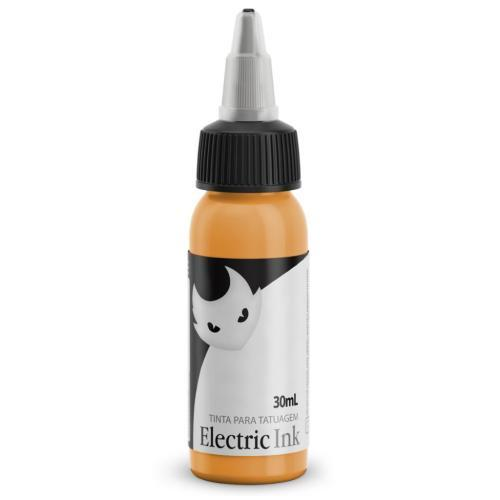 30mL
TINTA PARA TATUAGEM
Electric Ink